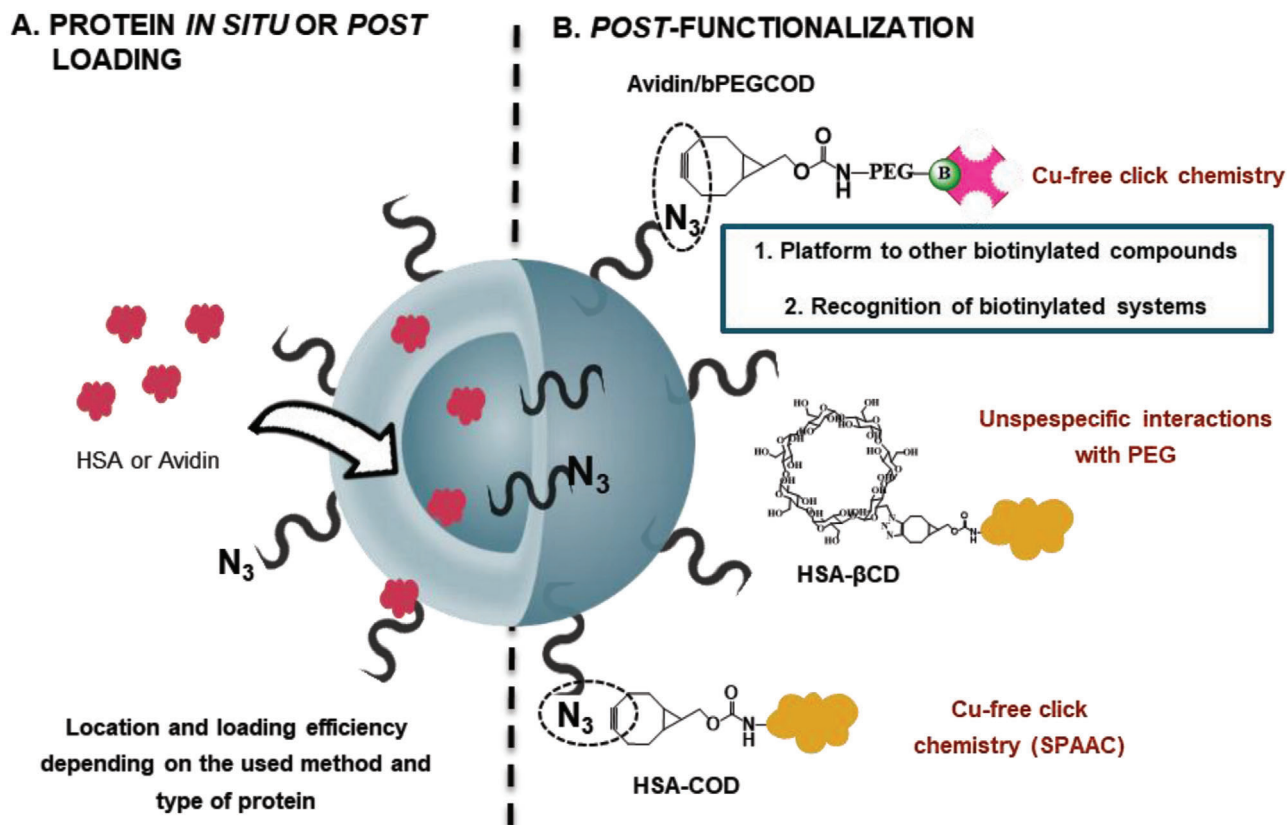 A. PROTEIN IN SITU OR POST
LOADING
B. POST-FUNCTIONALIZATION
Avidin/bPEGCOD
O
O
N
H
PEG
B
Cu-free click chemistry
N3
1. Platform to other biotinylated compounds
2. Recognition of biotinylated systems
HSA or Avidin
N3
N3
Unspespecific interactions
with PEG
HSA-βCD
N3
O
O
N
H
HSA-COD
Cu-free click
chemistry (SPAAC)
Location and loading efficiency
depending on the used method and
type of protein